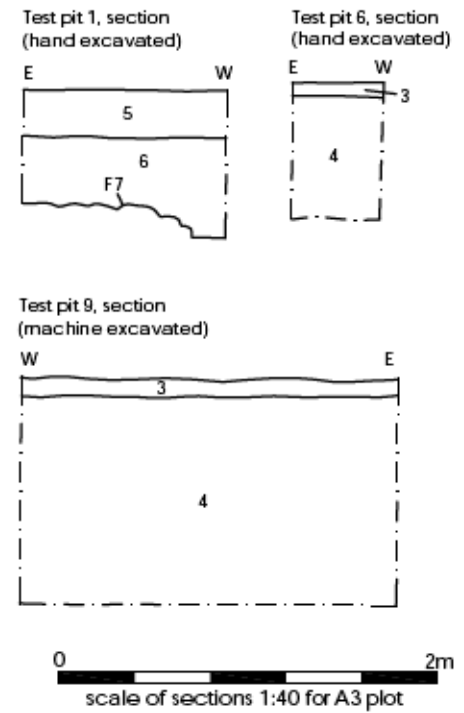 Test pit 1, section
(hand excavated)
E W
5
6
F7
Test pit 6, section
(hand excavated)
E W
3
4
Test pit 9, section
(machine excavated)
W E
3
4
0 2m
scale of sections 1:40 for A3 plot